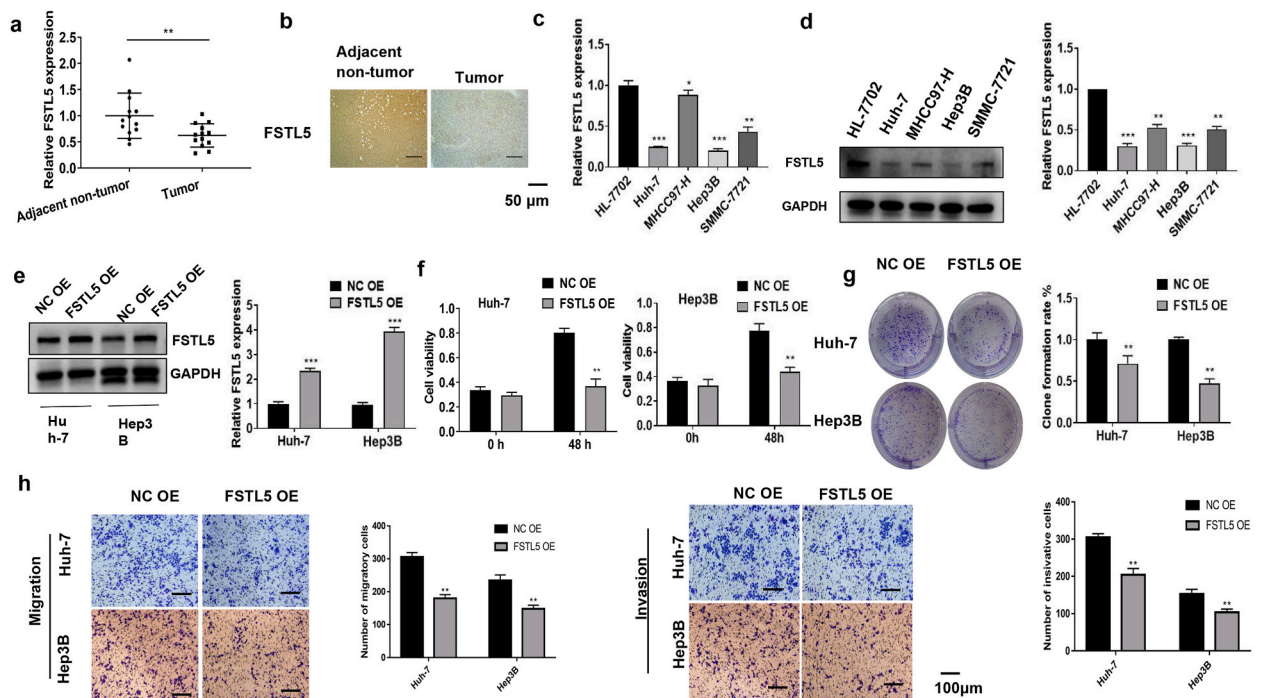 a
Relative FSTL5 expression
2.5
2.0
1.5
1.0
0.5
0.0
**
Adjacent non-tumor
Tumor
b
Adjacent
non-tumor
Tumor
FSTL5
50 μm
c
Relative FSTL5 expression
1.5
1.0
0.5
0.0
***
*
***
**
HL-7702
Huh-7
MHCC97-H
Hep3B
SMMC-7721
d
HL-7702
Huh-7
MHCC97-H
Hep3B
SMMC-7721
FSTL5
GAPDH
Relative FSTL5 expression
1.5
1.0
0.5
0.0
***
**
***
**
HL-7702
Huh-7
MHCC97-H
Hep3B
SMMC-7721
e
NC OE
FSTL5 OE
NC OE
FSTL5 OE
FSTL5
GAPDH
Hu
h-7
Hep3
B
NC OE
FSTL5 OE
Relative FSTL5 expression
5
4
3
2
1
0
***
***
Huh-7
Hep3B
f
Huh-7
NC OE
FSTL5 OE
Cell viability
1.0
0.8
0.6
0.4
0.2
0.0
**
0 h
48 h
Hep3B
NC OE
FSTL5 OE
Cell viability
1.0
0.8
0.6
0.4
0.2
0.0
**
0h
48h
g
NC OE
FSTL5 OE
Huh-7
Hep3B
NC OE
FSTL5 OE
Clone formation rate %
1.5
1.0
0.5
0.0
**
**
Huh-7
Hep3B
h
NC OE
FSTL5 OE
Migration
Huh-7
Hep3B
NC OE
FSTL5 OE
Number of migratory cells
400
300
200
100
0
**
**
Huh-7
Hep3B
NC OE
FSTL5 OE
Invasion
Huh-7
Hep3B
100μm
NC OE
FSTL5 OE
Number of insivative cells
400
300
200
100
0
**
**
Huh-7
Hep3B